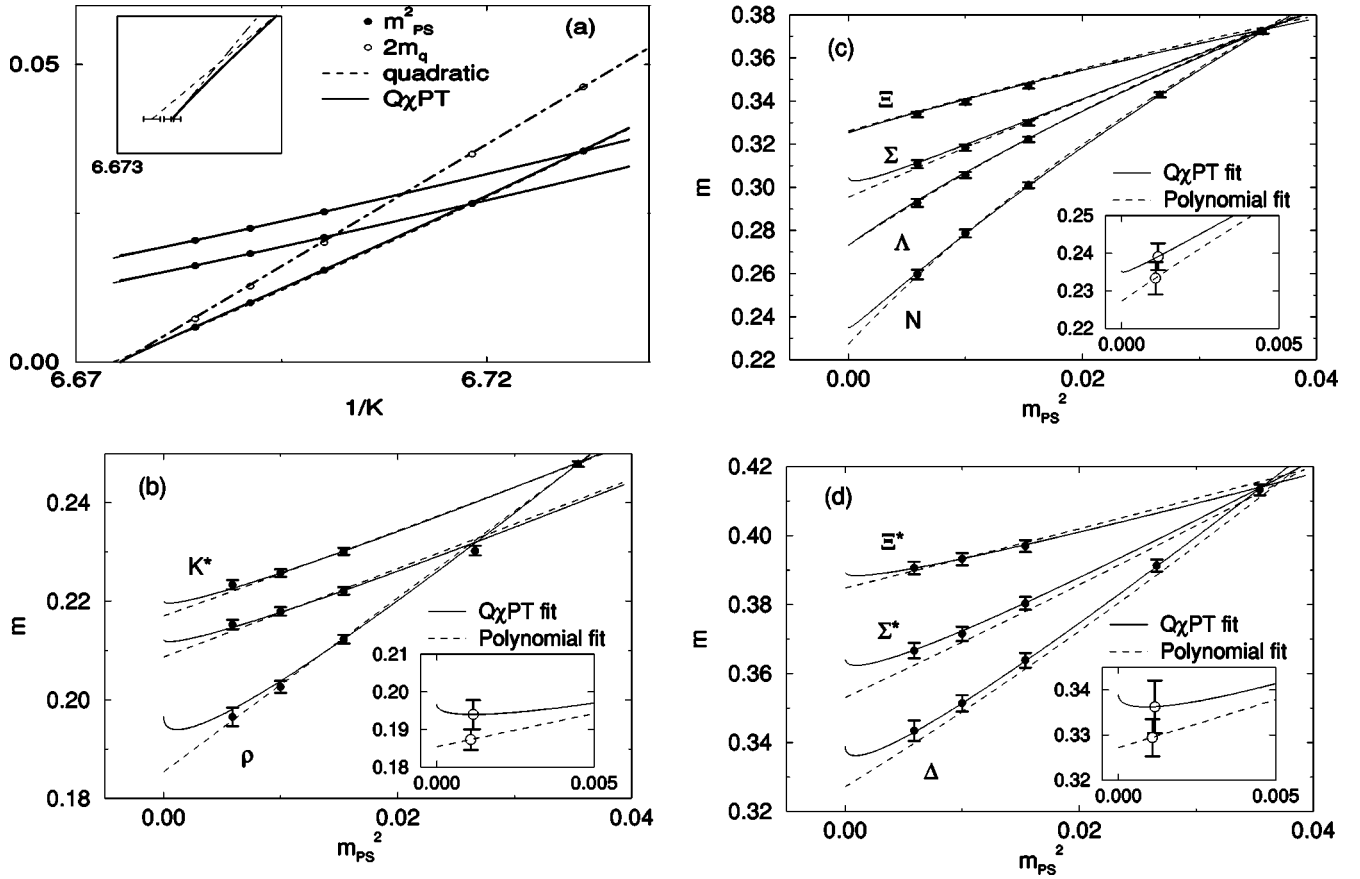 (a)
m²PS
2mq
quadratic
QχPT
0.05
0.00
6.673
6.67
6.72
1/K
(b)
0.24
0.22
0.20
0.18
m
K*
ρ
QχPT fit
Polynomial fit
0.21
0.20
0.19
0.18
0.000
0.005
0.00
0.02
0.04
mPS²
(c)
0.38
0.36
0.34
0.32
0.30
0.28
0.26
0.24
0.22
m
Ξ
Σ
Λ
N
QχPT fit
Polynomial fit
0.25
0.24
0.23
0.22
0.000
0.005
0.00
0.02
0.04
mPS²
(d)
0.42
0.40
0.38
0.36
0.34
0.32
m
Ξ*
Σ*
Δ
QχPT fit
Polynomial fit
0.34
0.33
0.32
0.000
0.005
0.00
0.02
0.04
mPS²